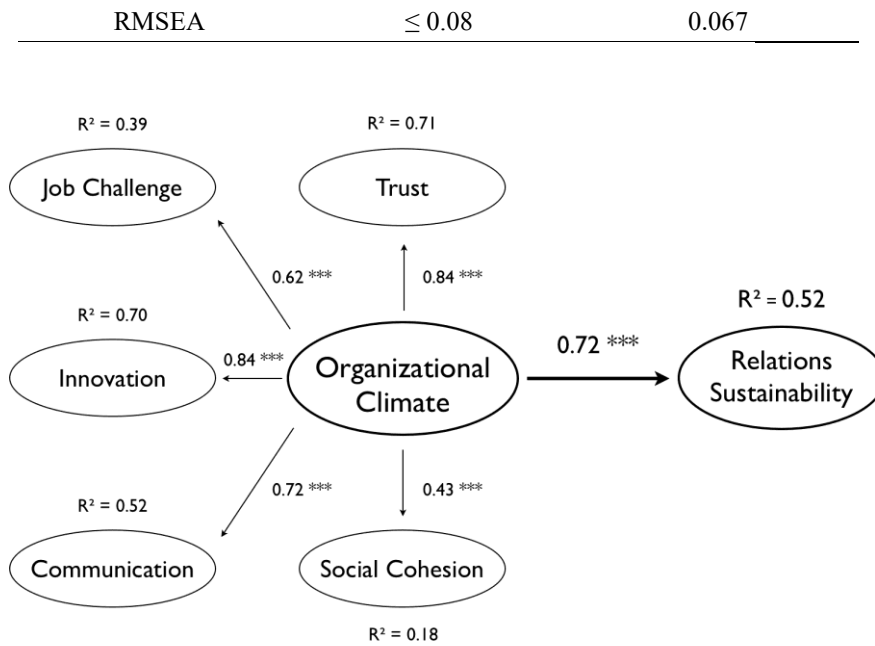 RMSEA ≤ 0.08 0.067
R² = 0.39 R² = 0.71
Job Challenge Trust
0.62 *** 0.84 ***
R² = 0.70 R² = 0.52
0.84 *** 0.72 ***
Innovation Organizational Relations
Climate Sustainability
0.72 *** 0.43 ***
R² = 0.52
Communication Social Cohesion
R² = 0.18